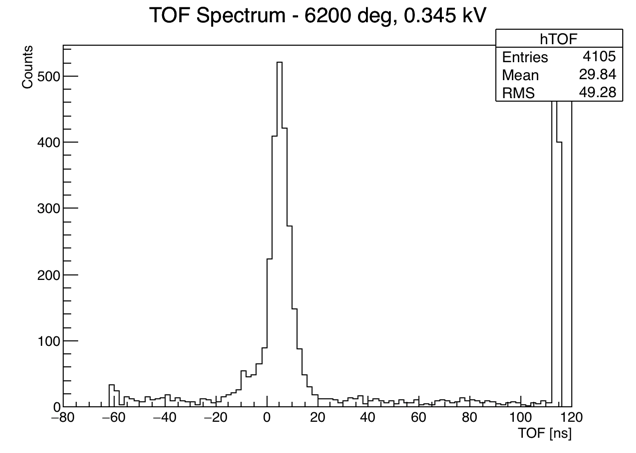 TOF Spectrum - 6200 deg, 0.345 kV
hTOF
Entries 4105
Mean 29.84
RMS 49.28
Counts
500
400
300
200
100
0
−80 −60 −40 −20 0 20 40 60 80 100 120
TOF [ns]